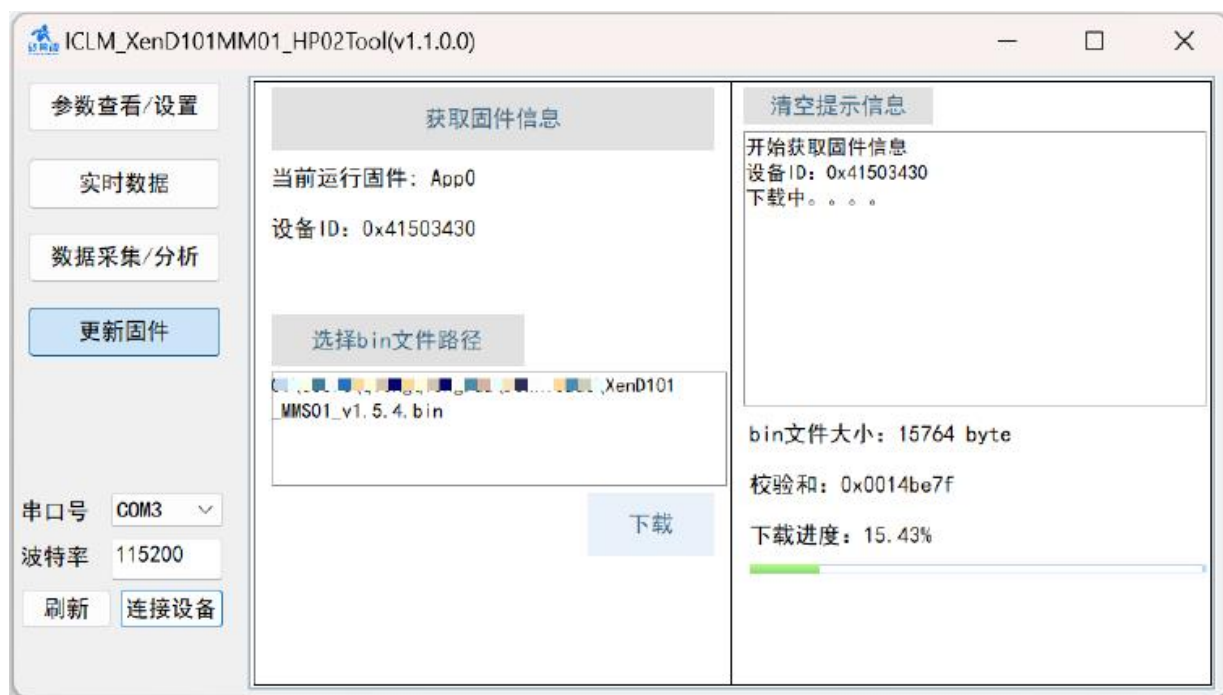 ICLM_XenD101MM01_HP02Tool(v1.1.0.0)
参数查看/设置
实时数据
数据采集/分析
更新固件
串口号 COM3
波特率 115200
刷新 连接设备
获取固件信息
当前运行固件: App0
设备ID: 0x41503430
选择bin文件路径
XenD101
_MMS01_v1.5.4.bin
下载
清空提示信息
开始获取固件信息
设备ID: 0x41503430
下载中。。。。
bin文件大小: 15764 byte
校验和: 0x0014be7f
下载进度: 15.43%